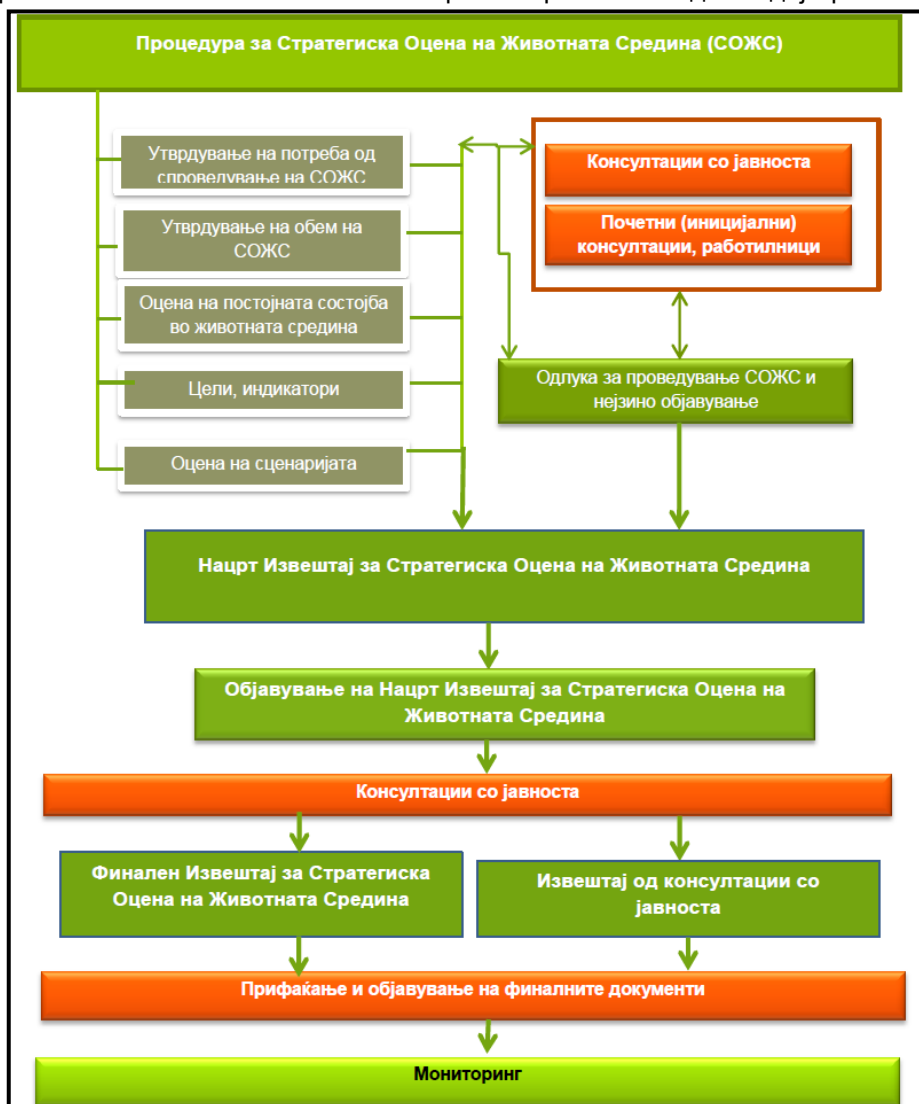 Процедура за Стратегиска Оцена на Животната Средина (СОЖС)
Утврдување на потреба од
спроведување на СОЖС
Утврдување на обем на
СОЖС
Оцена на постојната состојба
во животната средина
Цели, индикатори
Оцена на сценаријата
Консултации со јавноста
Почетни (иницијални)
консултации, работилници
Одлука за проведување СОЖС и
нејзино објавување
Нацрт Извештај за Стратегиска Оцена на Животната Средина
Објавување на Нацрт Извештај за Стратегиска Оцена на
Животната Средина
Консултации со јавноста
Финален Извештај за Стратегиска
Оцена на Животната Средина
Извештај од консултации со
јавноста
Прифаќање и објавување на финалните документи
Мониторинг